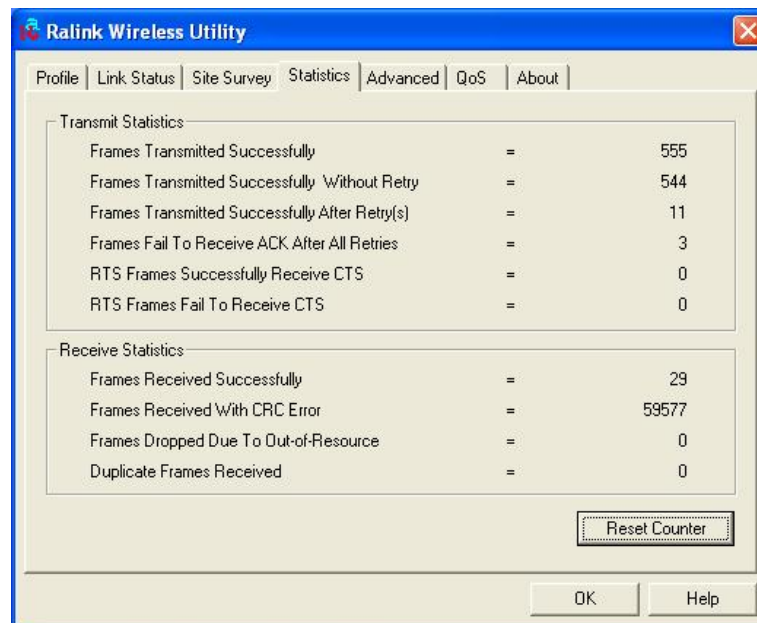 Ralink Wireless Utility
Profile Link Status Site Survey Statistics Advanced QoS About
Transmit Statistics
Frames Transmitted Successfully = 555
Frames Transmitted Successfully Without Retry = 544
Frames Transmitted Successfully After Retry(s) = 11
Frames Fail To Receive ACK After All Retries = 3
RTS Frames Successfully Receive CTS = 0
RTS Frames Fail To Receive CTS = 0
Receive Statistics
Frames Received Successfully = 29
Frames Received With CRC Error = 59577
Frames Dropped Due To Out-of-Resource = 0
Duplicate Frames Received = 0
Reset Counter
OK Help